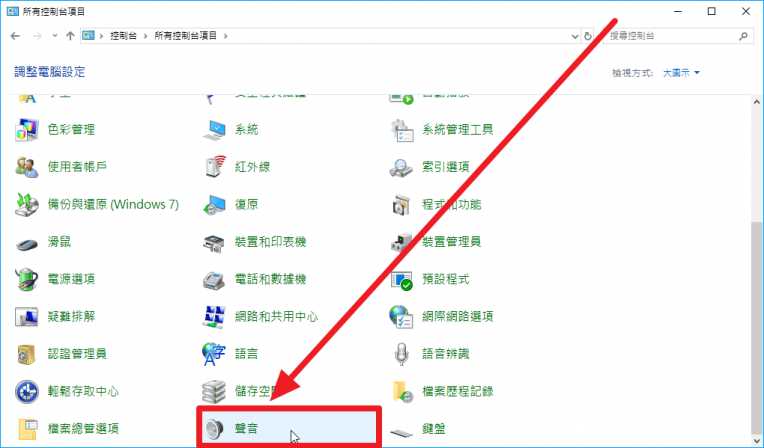 所有控制台項目
控制台 所有控制台項目
搜尋控制台
調整電腦設定
檢視方式: 大圖示
色彩管理 系統 系統管理工具
使用者帳戶 紅外線 索引選項
備份與還原 (Windows 7) 復原 程式和功能
滑鼠 裝置和印表機 裝置管理員
電源選項 電話和數據機 預設程式
疑難排解 網路和共用中心 網際網路選項
認證管理員 語言 語音辨識
輕鬆存取中心 儲存空 檔案歷程記錄
檔案總管選項 聲音 鍵盤